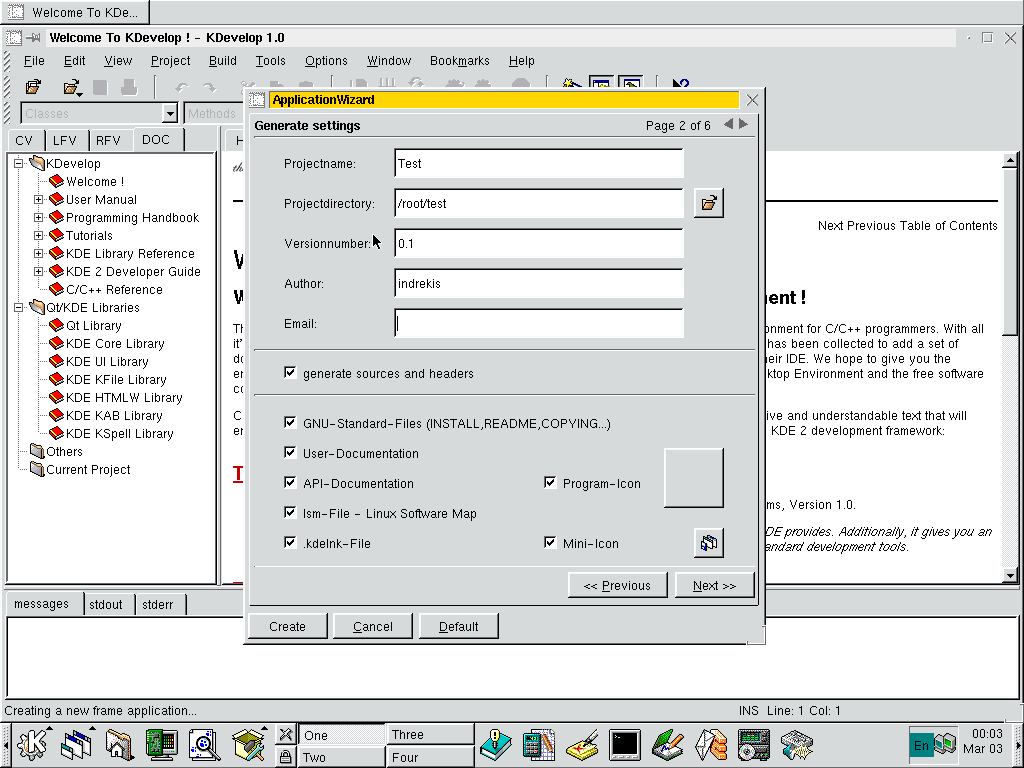 Welcome To KDe...
Welcome To KDevelop ! - KDevelop 1.0
File Edit View Project Build Tools Options Window Bookmarks Help
Classes
Methods
CV LFV RFV DOC
KDevelop
Welcome !
User Manual
Programming Handbook
Tutorials
KDE Library Reference
KDE 2 Developer Guide
C/C++ Reference
Qt/KDE Libraries
Qt Library
KDE Core Library
KDE UI Library
KDE KFile Library
KDE HTMLW Library
KDE KAB Library
KDE KSpell Library
Others
Current Project
ApplicationWizard
Generate settings
Page 2 of 6
Projectname: Test
Projectdirectory: /root/test
Versionnumber: 0.1
Author: indrekis
Email:
generate sources and headers
GNU-Standard-Files (INSTALL,README,COPYING...)
User-Documentation
API-Documentation
Program-Icon
lsm-File - Linux Software Map
.kdelnk-File
Mini-Icon
<< Previous
Next >>
Create
Cancel
Default
Next Previous Table of Contents
ent !
onment for C/C++ programmers. With all
has been collected to add a set of
eir IDE. We hope to give you the
ktop Environment and the free software
ive and understandable text that will
KDE 2 development framework:
ms, Version 1.0.
DE provides. Additionally, it gives you an
andard development tools.
messages stdout stderr
Creating a new frame application...
INS Line: 1 Col: 1
One
Two
Three
Four
En
00:03
Mar 03